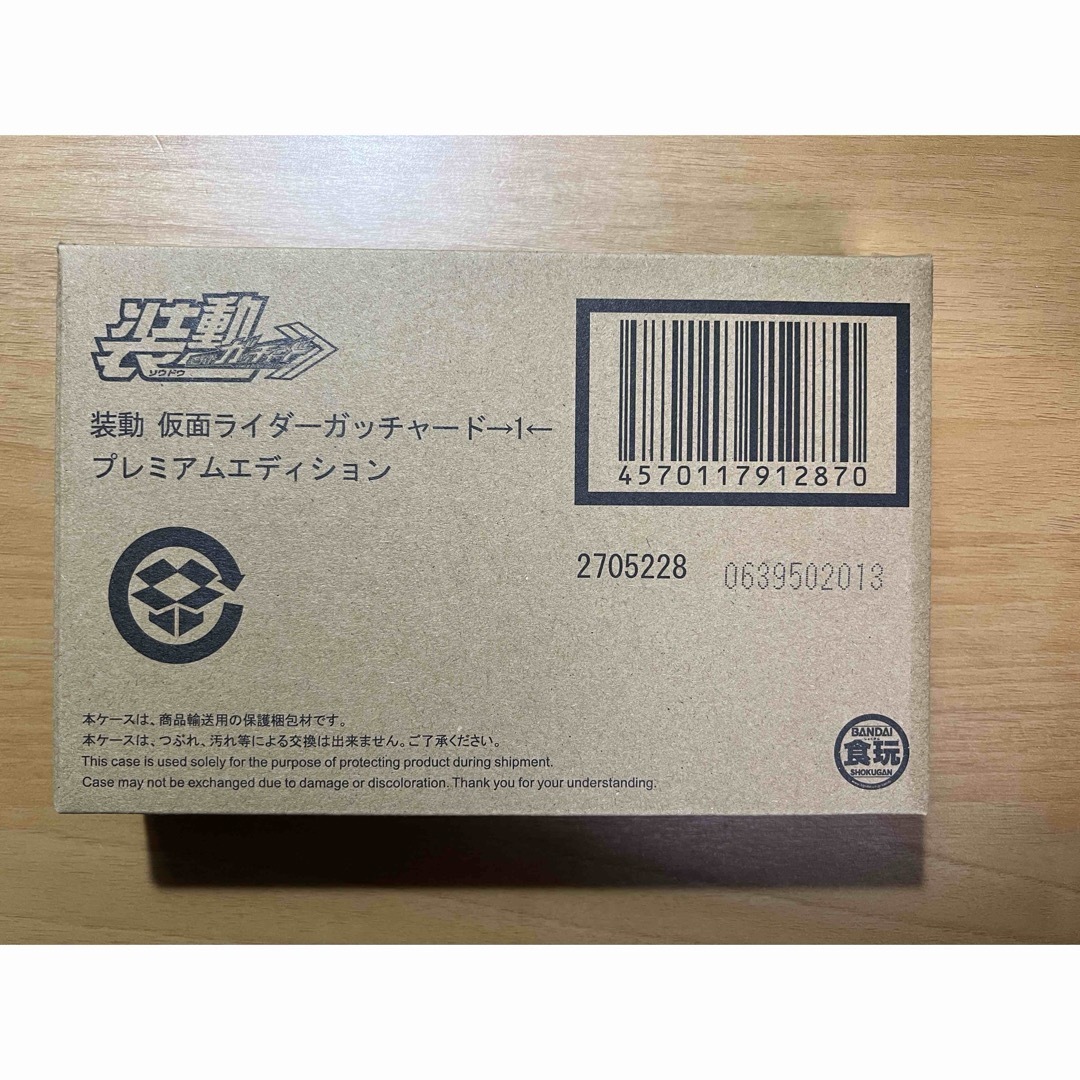 装動
ガッチャード
ソウドウ
装動 仮面ライダーガッチャード→1←
プレミアムエディション
4570117912870
2705228
0639502013
本ケースは、商品輸送用の保護梱包材です。
本ケースは、つぶれ、汚れ等による交換は出来ません。ご了承ください。
This case is used solely for the purpose of protecting product during shipment.
Case may not be exchanged due to damage or discoloration. Thank you for your understanding.
BANDAI
食玩
SHOKUGAN